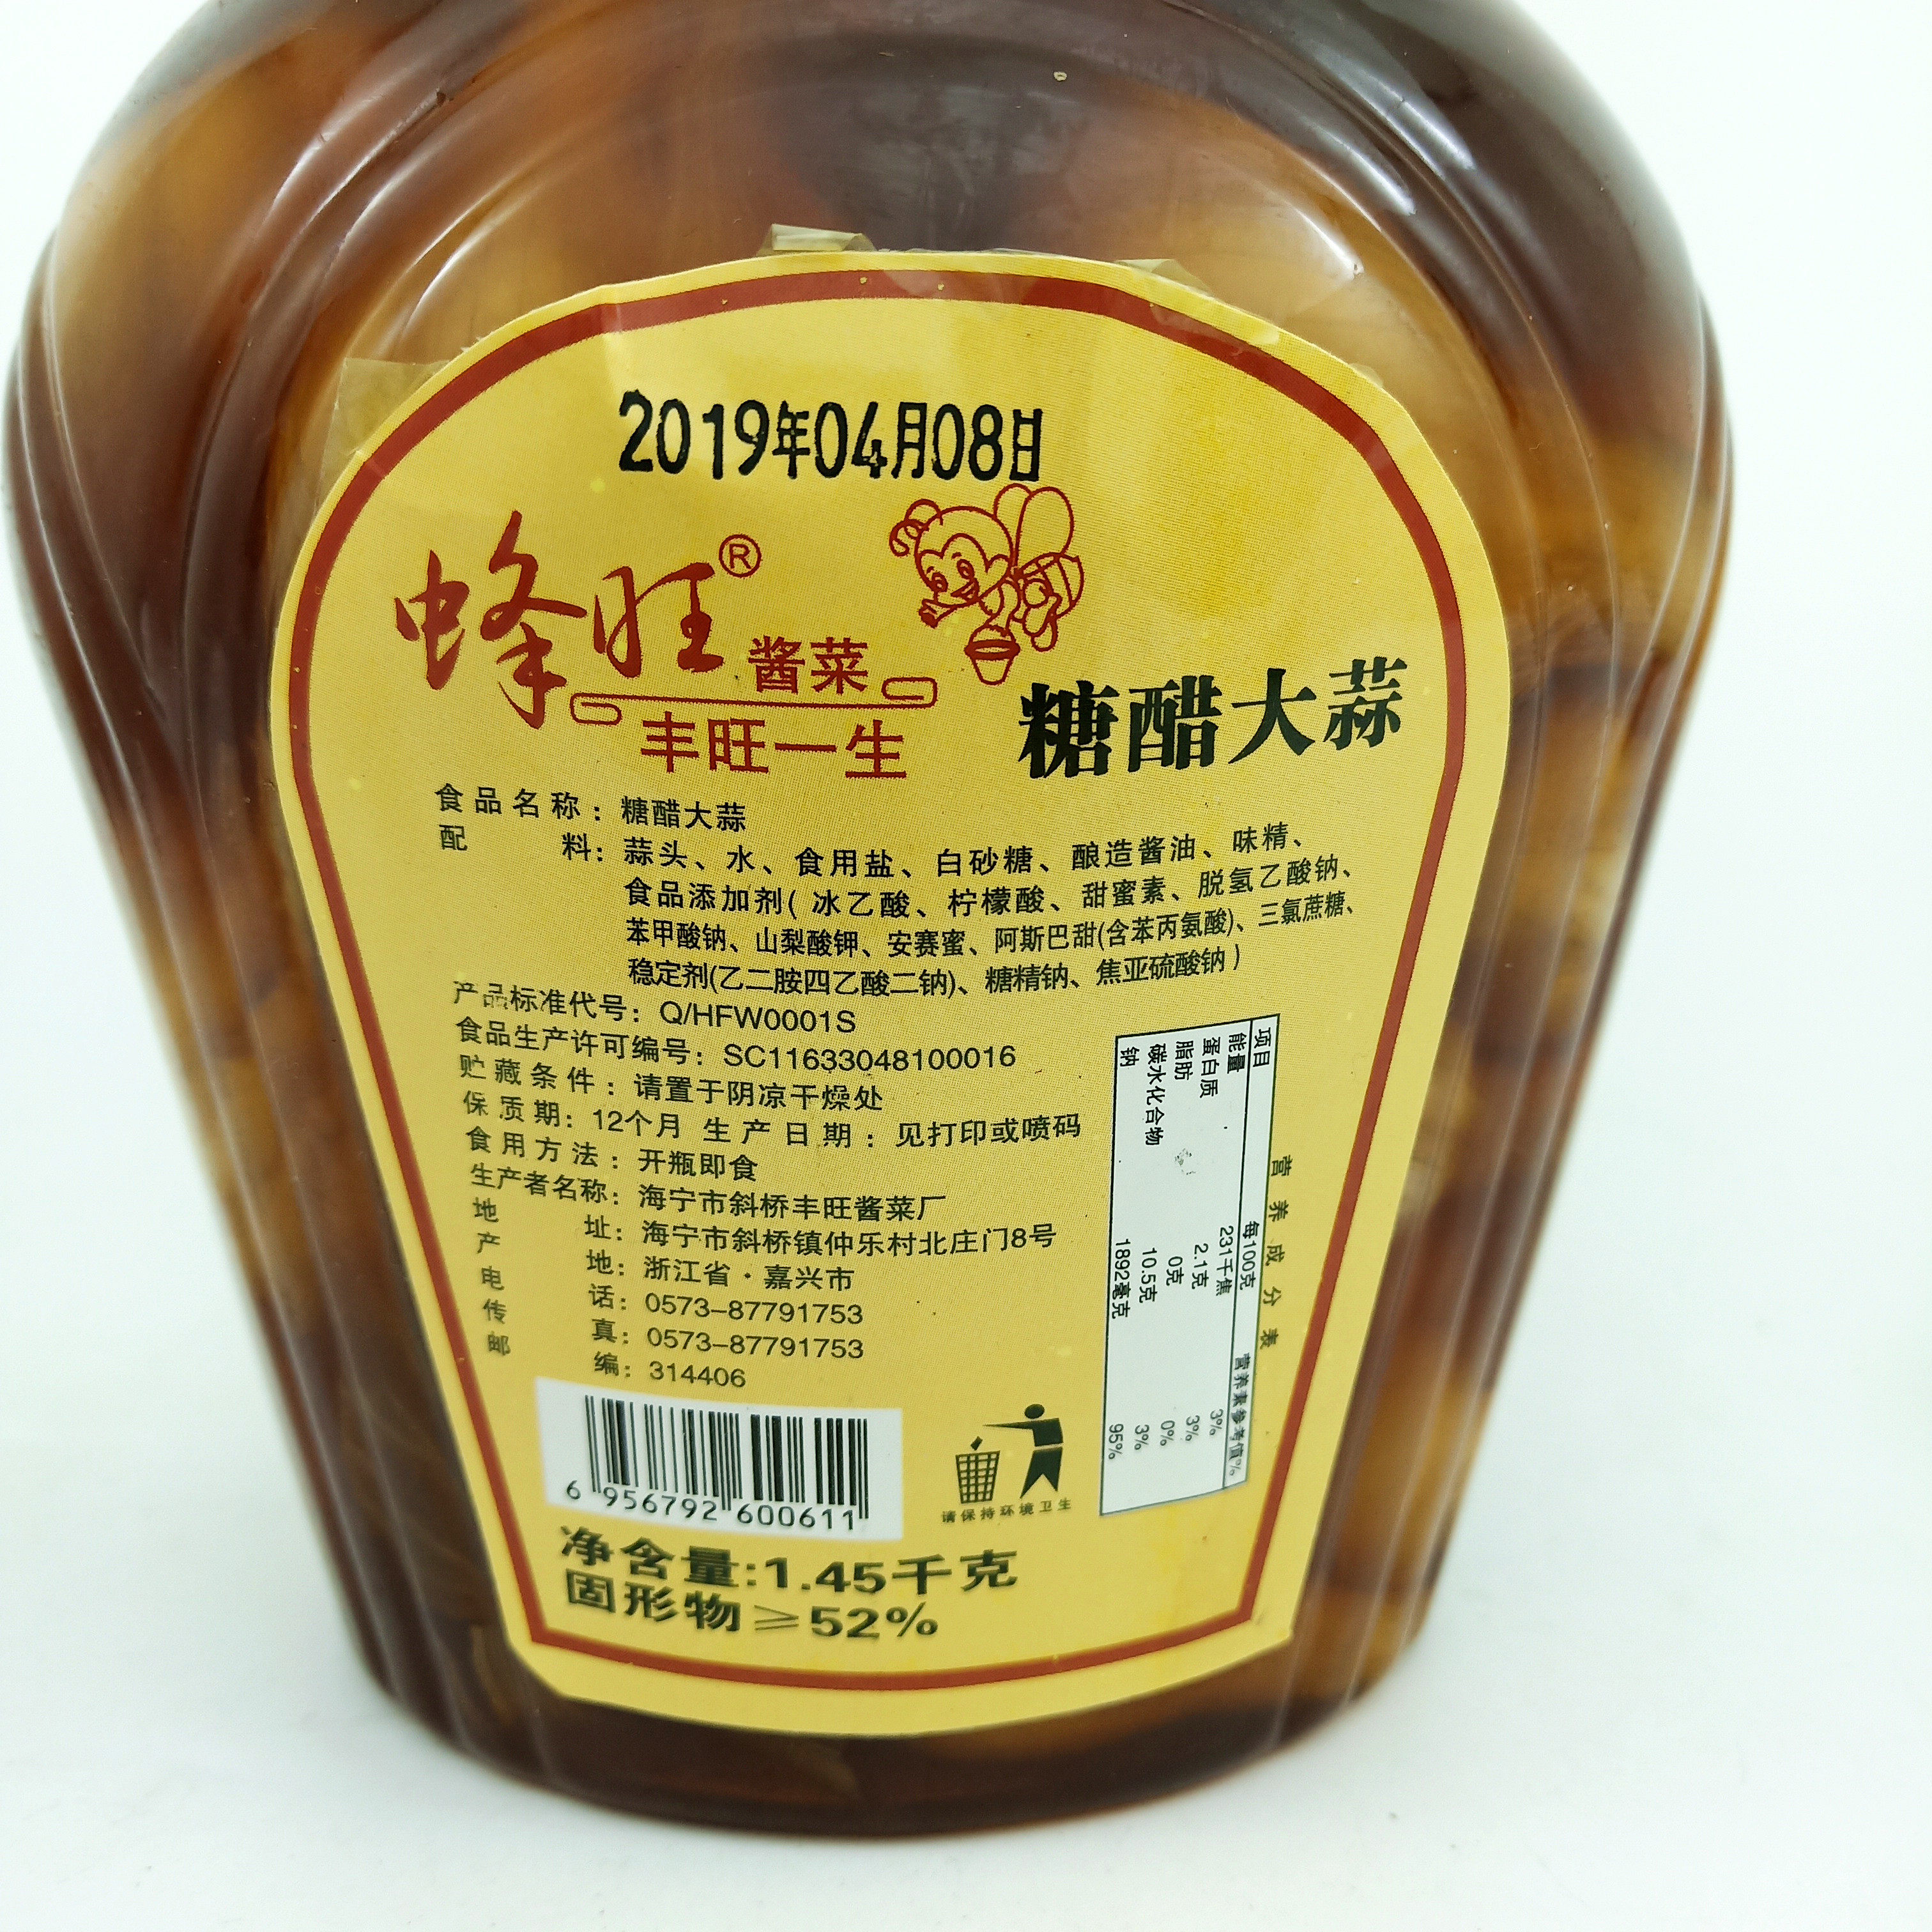 2019年04月08日
蜂旺®
酱菜
丰旺一生
糖醋大蒜
食品名称：糖醋大蒜
配料：蒜头、水、食用盐、白砂糖、酿造酱油、味精、
食品添加剂(冰乙酸、柠檬酸、甜蜜素、脱氢乙酸钠、
苯甲酸钠、山梨酸钾、安赛蜜、阿斯巴甜(含苯丙氨酸)、三氯蔗糖、
稳定剂(乙二胺四乙酸二钠)、糖精钠、焦亚硫酸钠)
产品标准代号：Q/HFW0001S
食品生产许可编号：SC11633048100016
贮藏条件：请置于阴凉干燥处
保质期：12个月 生产日期：见打印或喷码
食用方法：开瓶即食
生产者名称：海宁市斜桥丰旺酱菜厂
地址：海宁市斜桥镇仲乐村北庄门8号
产地：浙江省·嘉兴市
电话：0573-87791753
传真：0573-87791753
邮编：314406
营养成分表
项目 每100克 营养素参考值%
能量 231千焦 3%
蛋白质 2.1克 3%
脂肪 0克 0%
碳水化合物 10.5克 3%
钠 1892毫克 95%
6 956792 600611
请保持环境卫生
净含量:1.45千克
固形物≥52%